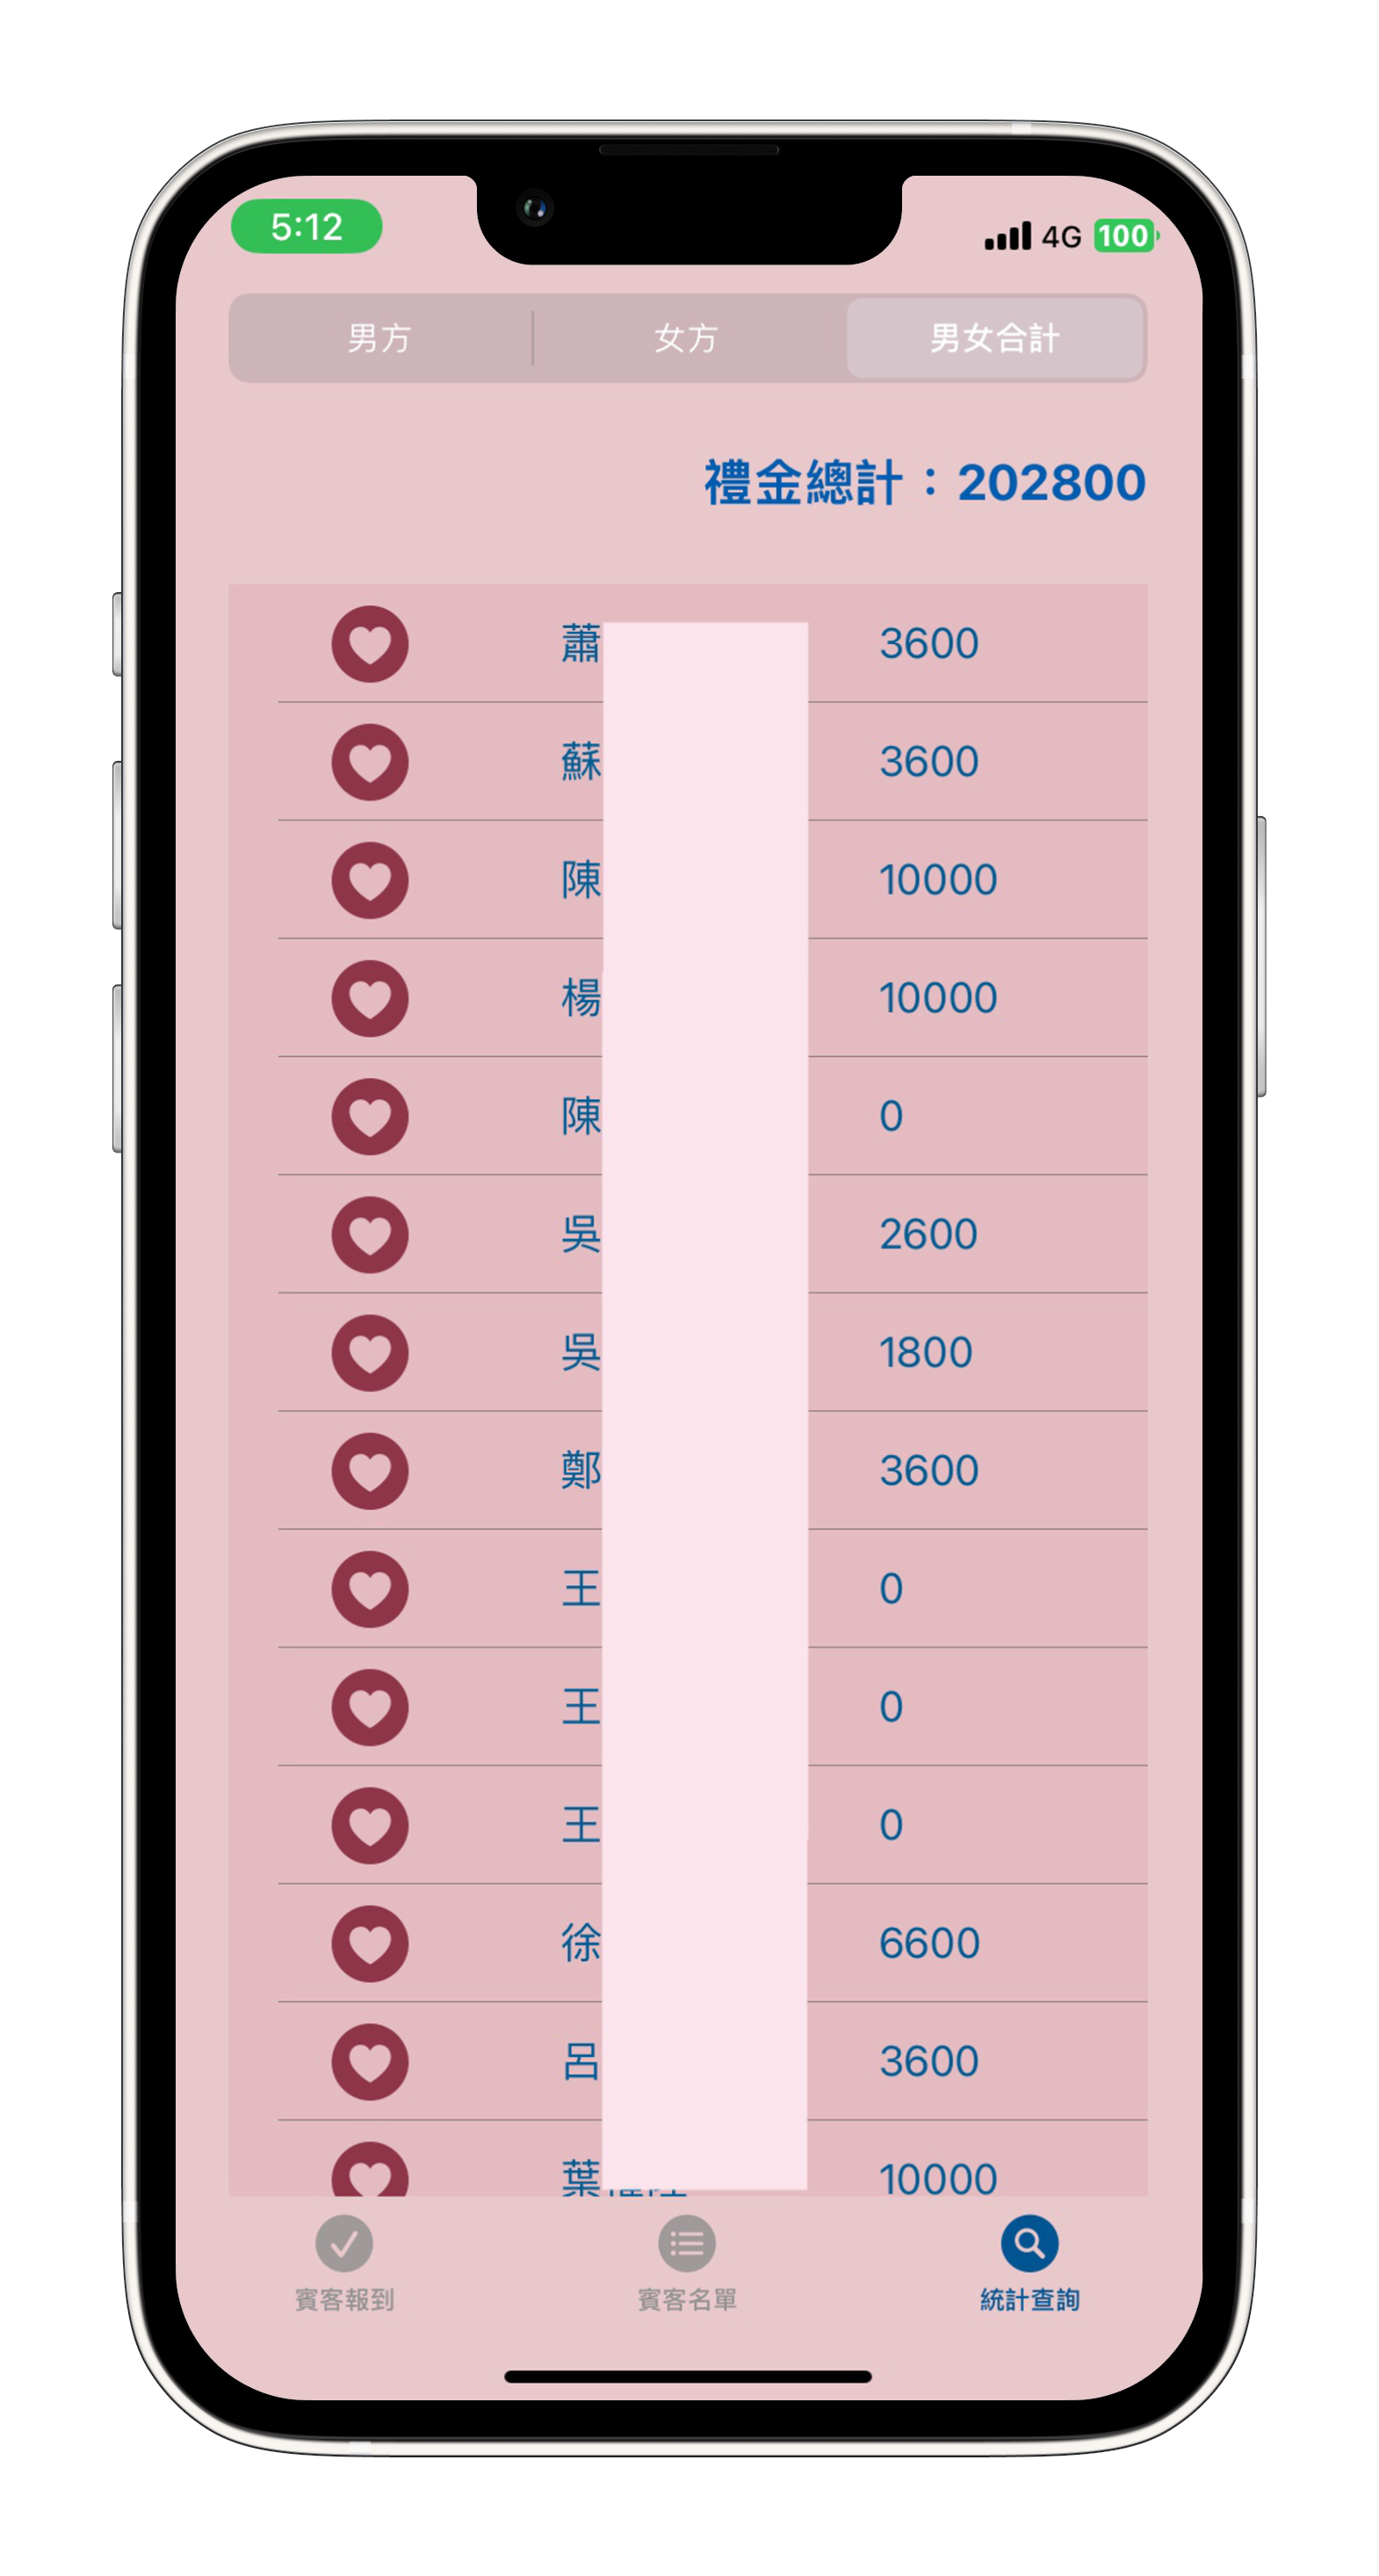 5:12 4G 100
男方 女方 男女合計
禮金總計：202800
蕭 3600
蘇 3600
陳 10000
楊 10000
陳 0
吳 2600
吳 1800
鄭 3600
王 0
王 0
王 0
徐 6600
呂 3600
葉 10000
賓客報到 賓客名單 統計查詢